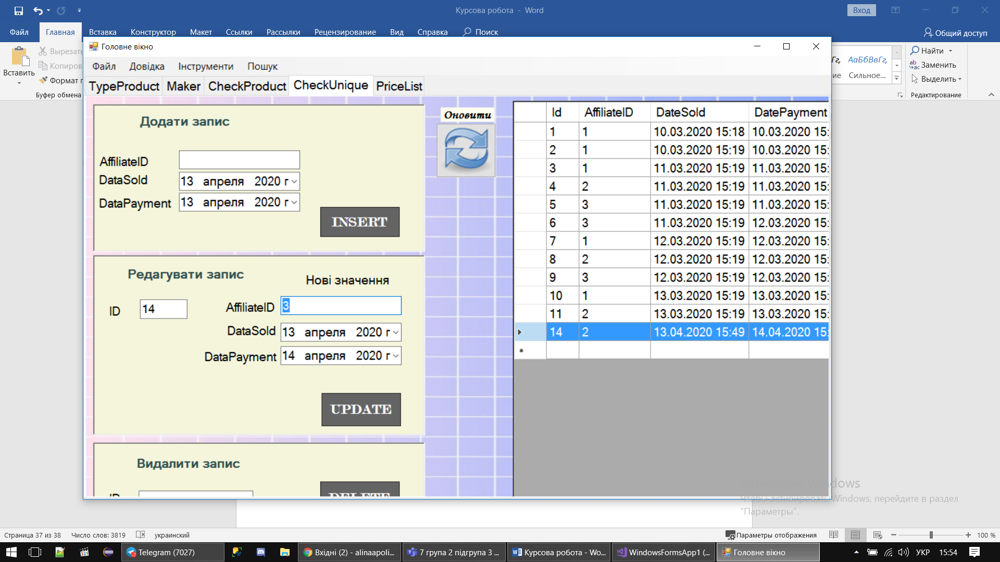 Курсова робота - Word
Вход
Файл Главная Вставка Конструктор Макет Ссылки Рассылки Рецензирование Вид Справка Поиск Общий доступ
Вставить
Вырезать
Формат
Буфер обмена
АаБбВвГг,
Сильное...
Найти
Заменить
Выделить
Редактирование
Головне вікно
Файл Довідка Інструменти Пошук
TypeProduct Maker CheckProduct CheckUnique PriceList
Додати запис
AffiliateID
DataSold 13 апреля 2020 г
DataPayment 13 апреля 2020 г
INSERT
Оновити
Редагувати запис
Нові значення
ID 14
AffiliateID 3
DataSold 13 апреля 2020 г
DataPayment 14 апреля 2020 г
UPDATE
Видалити запис
ID
DELETE
Id AffiliateID DateSold DatePayment
1 1 10.03.2020 15:18 10.03.2020 15:
2 1 10.03.2020 15:19 10.03.2020 15:
3 1 11.03.2020 15:19 11.03.2020 15:
4 2 11.03.2020 15:19 11.03.2020 15:
5 3 11.03.2020 15:19 11.03.2020 15:
6 3 11.03.2020 15:19 12.03.2020 15:
7 1 12.03.2020 15:19 12.03.2020 15:
8 2 12.03.2020 15:19 12.03.2020 15:
9 3 12.03.2020 15:19 12.03.2020 15:
10 1 13.03.2020 15:19 13.03.2020 15:
11 2 13.03.2020 15:19 13.03.2020 15:
14 2 13.04.2020 15:49 14.04.2020 15:
Активация Windows
Чтобы активировать Windows, перейдите в раздел
"Параметры".
Страница 37 из 38 Число слов: 3819 украинский Параметры отображения 100 %
Telegram (7027) Вхідні (2) - alinaapoli... 7 група 2 підгрупа 3 ... Курсова робота - Wo... WindowsFormsApp1 (... Головне вікно УКР 15:54